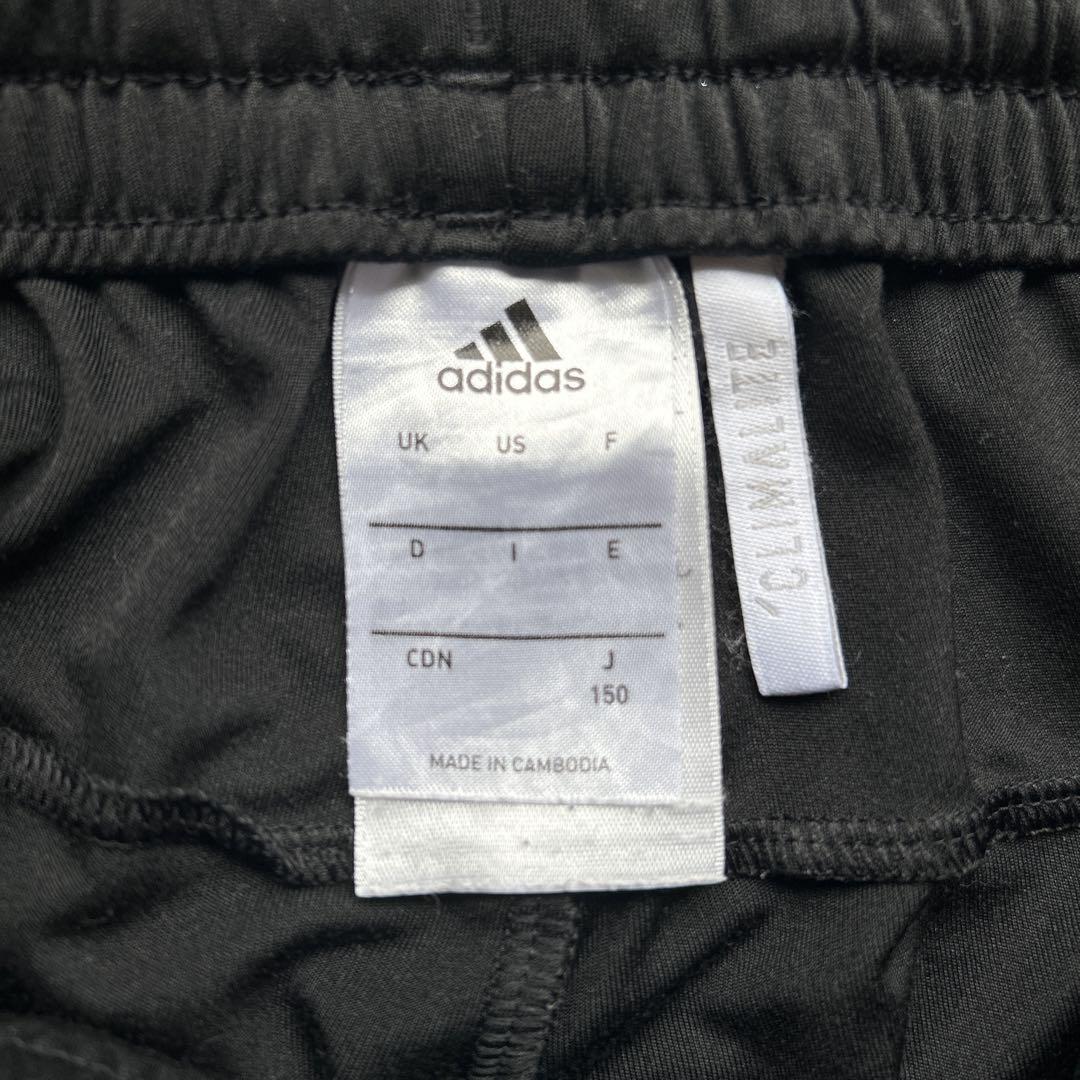 adidas
UK US F
D I E
CDN J
150
MADE IN CAMBODIA
'CLIMALITE